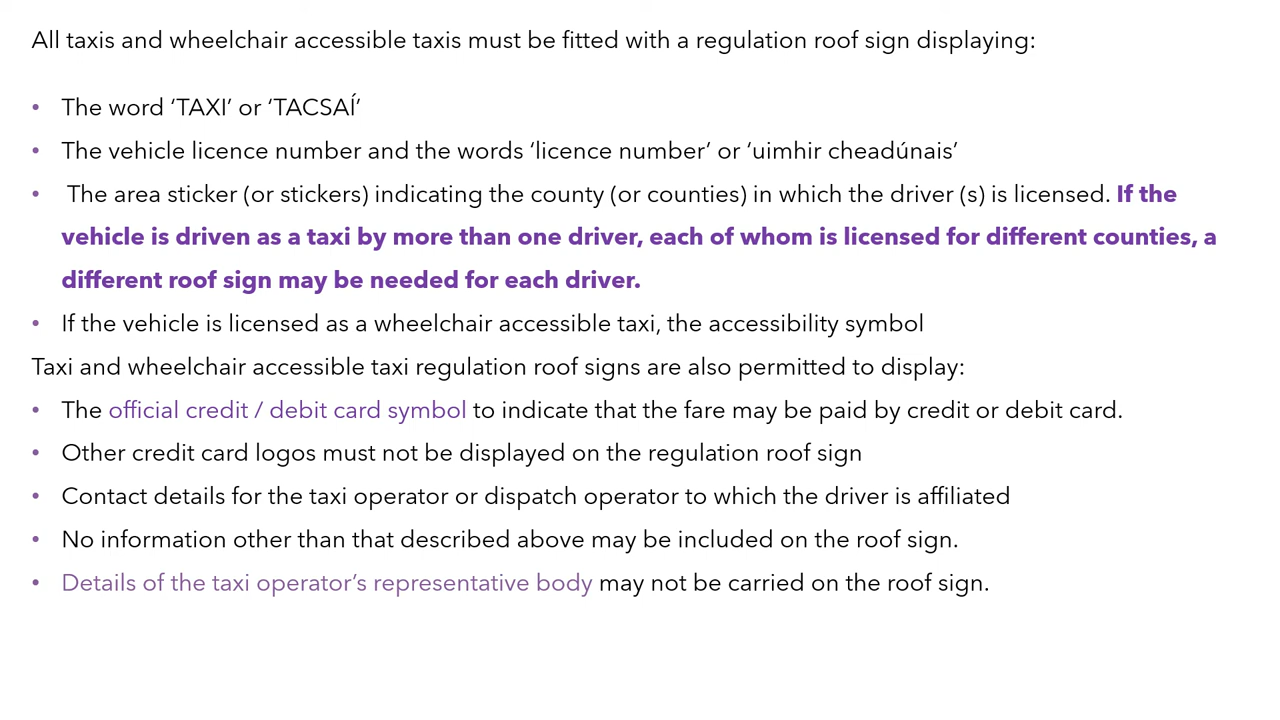 All taxis and wheelchair accessible taxis must be fitted with a regulation roof sign displaying:
• The word ‘TAXI’ or ‘TACSAÍ’
• The vehicle licence number and the words ‘licence number’ or ‘uimhir cheadúnais’
• The area sticker (or stickers) indicating the county (or counties) in which the driver (s) is licensed. If the
vehicle is driven as a taxi by more than one driver, each of whom is licensed for different counties, a
different roof sign may be needed for each driver.
• If the vehicle is licensed as a wheelchair accessible taxi, the accessibility symbol
Taxi and wheelchair accessible taxi regulation roof signs are also permitted to display:
• The official credit / debit card symbol to indicate that the fare may be paid by credit or debit card.
• Other credit card logos must not be displayed on the regulation roof sign
• Contact details for the taxi operator or dispatch operator to which the driver is affiliated
• No information other than that described above may be included on the roof sign.
• Details of the taxi operator’s representative body may not be carried on the roof sign.